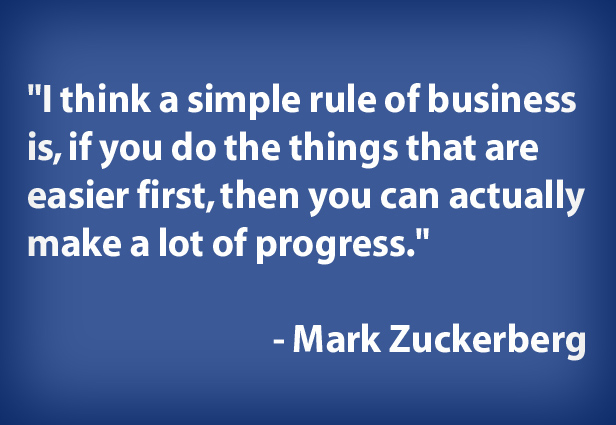 "I think a simple rule of business
is, if you do the things that are
easier first, then you can actually
make a lot of progress."
- Mark Zuckerberg